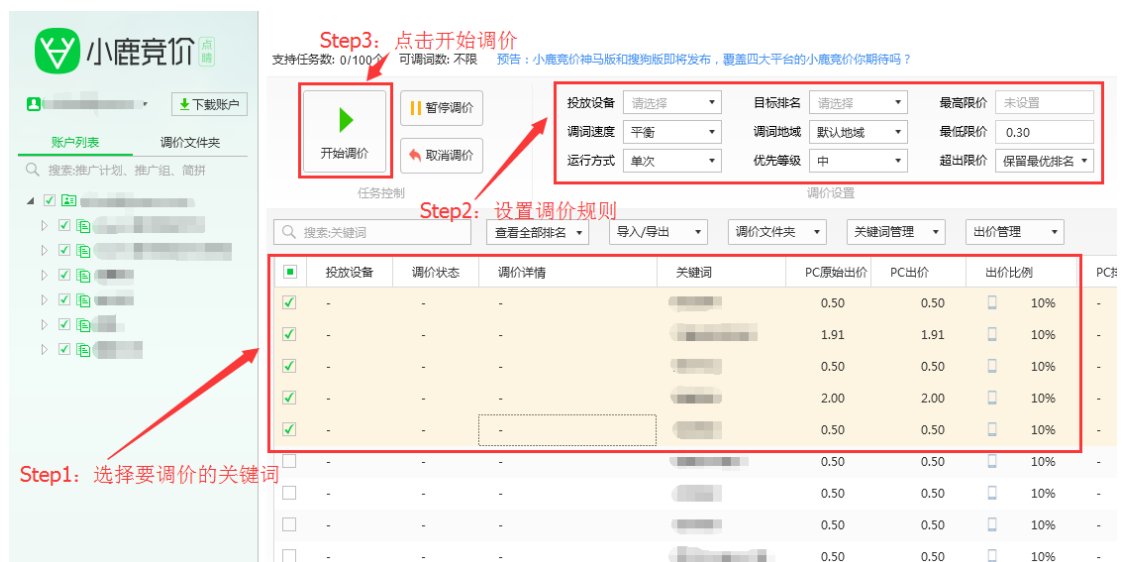 小鹿竞价 点睛
Step3：点击开始调价
支持任务数: 0/100个 可调词数: 不限 预告：小鹿竞价神马版和搜狗版即将发布，覆盖四大平台的小鹿竞价你期待吗？
下载账户
账户列表 调价文件夹
搜索:推广计划、推广组、简拼
开始调价 暂停调价 取消调价
任务控制
投放设备 请选择 目标排名 请选择 最高限价 未设置
调词速度 平衡 调词地域 默认地域 最低限价 0.30
运行方式 单次 优先等级 中 超出限价 保留最优排名
调价设置
Step2：设置调价规则
搜索:关键词 查看全部排名 导入/导出 调价文件夹 关键词管理 出价管理
投放设备 调价状态 调价详情 关键词 PC原始出价 PC出价 出价比例
- - - 0.50 0.50 10% -
- - - 1.91 1.91 10% -
- - - 0.50 0.50 10% -
- - - 2.00 2.00 10% -
- - - 0.50 0.50 10% -
Step1：选择要调价的关键词
- - - 0.50 0.50 10% -
- - - 0.50 0.50 10% -
- - - 0.50 0.50 10% -
- - - 0.50 0.50 10% -